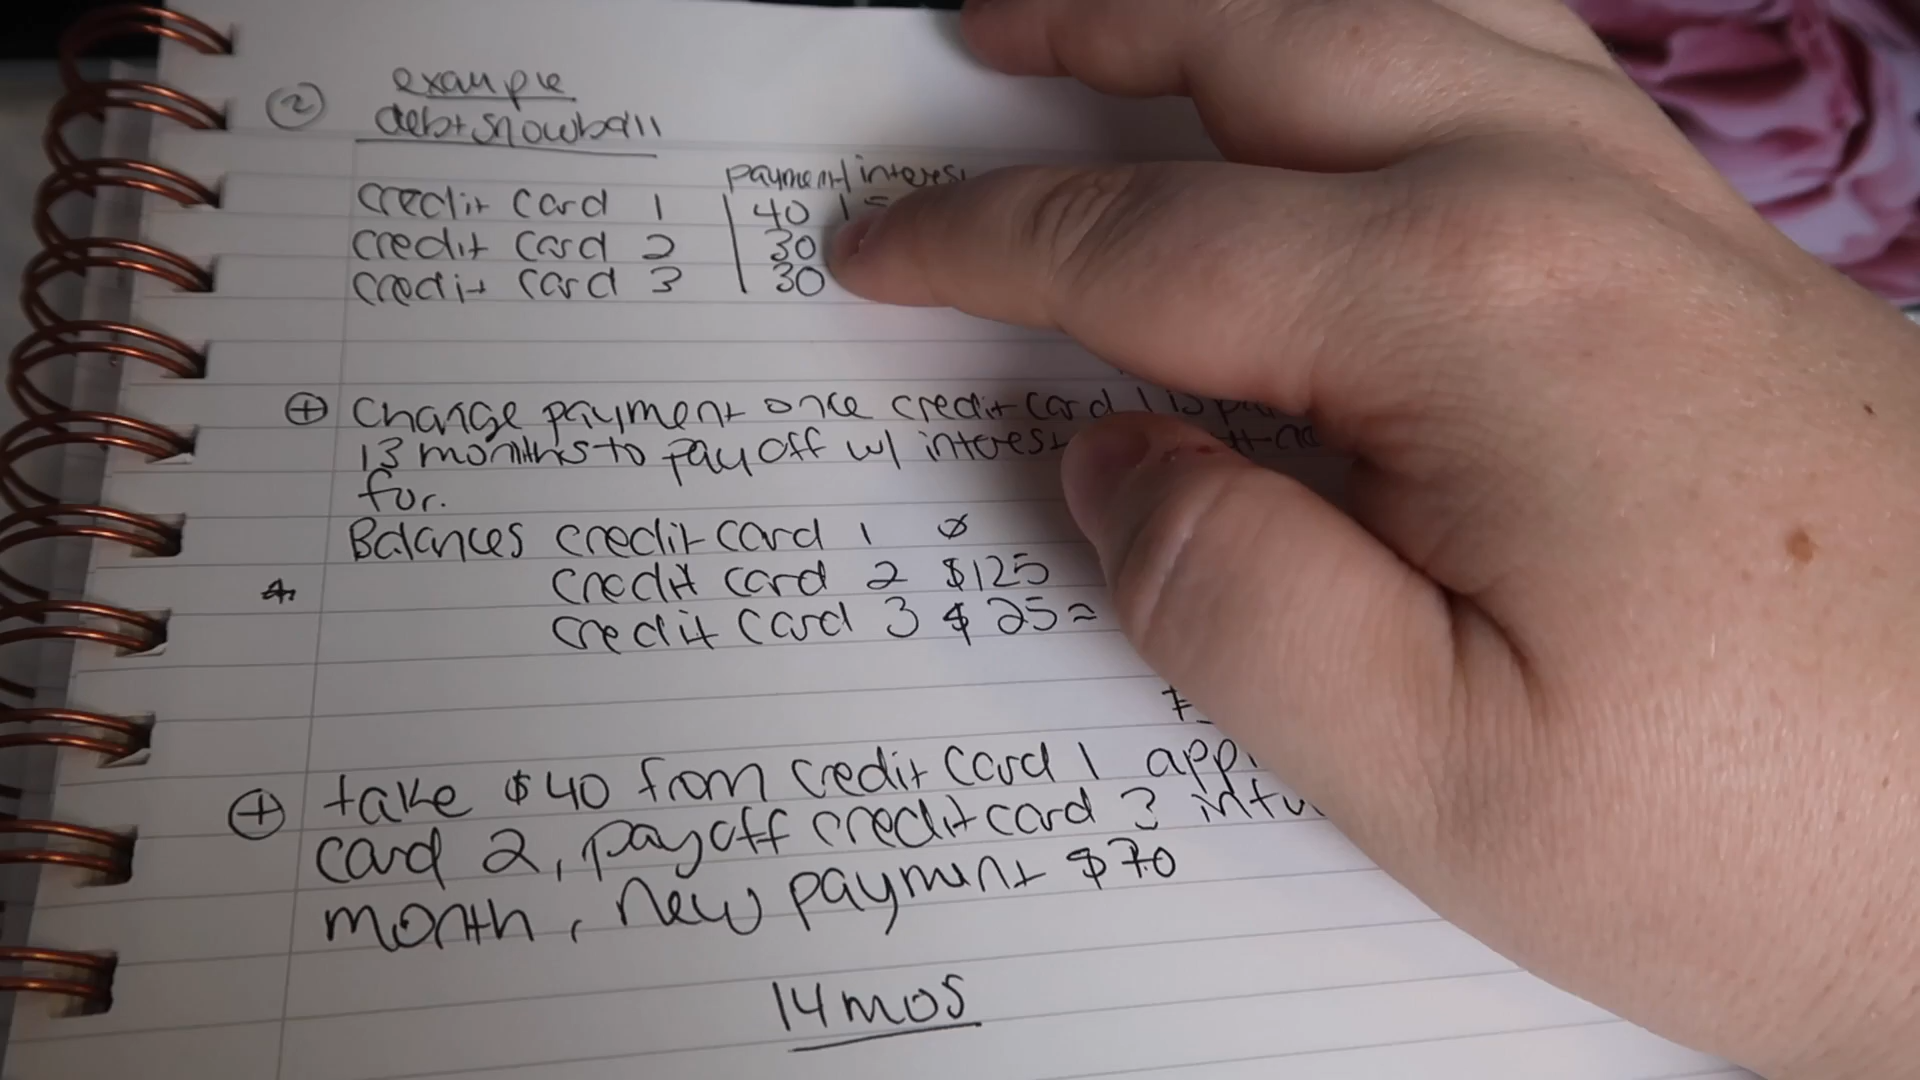 ② example
debt snowball
payment/interes
credit card 1 | 40 |
credit card 2 | 30
credit card 3 | 30
⊕ Change payment once credit card 1 is
13 months to pay off w/ interest
for.
Balances credit card 1 ∅
credit card 2 $125
credit card 3 $25
⊕ take $40 from credit card 1
card 2, payoff credit card 3
month, new payment $70
14 mos